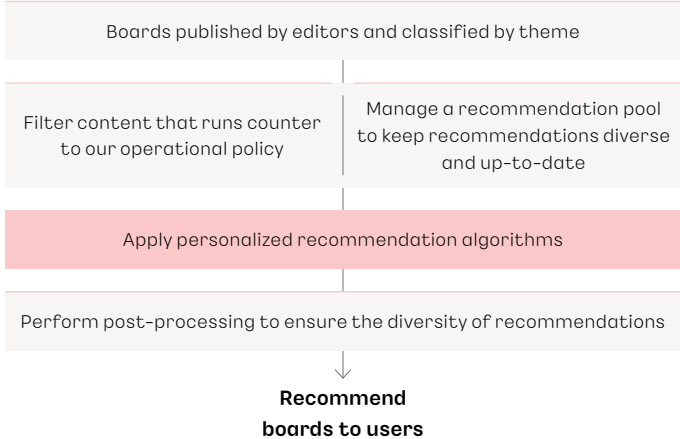 Boards published by editors and classified by theme
Filter content that runs counter
to our operational policy
Manage a recommendation pool
to keep recommendations diverse
and up-to-date
Apply personalized recommendation algorithms
Perform post-processing to ensure the diversity of recommendations
Recommend
boards to users